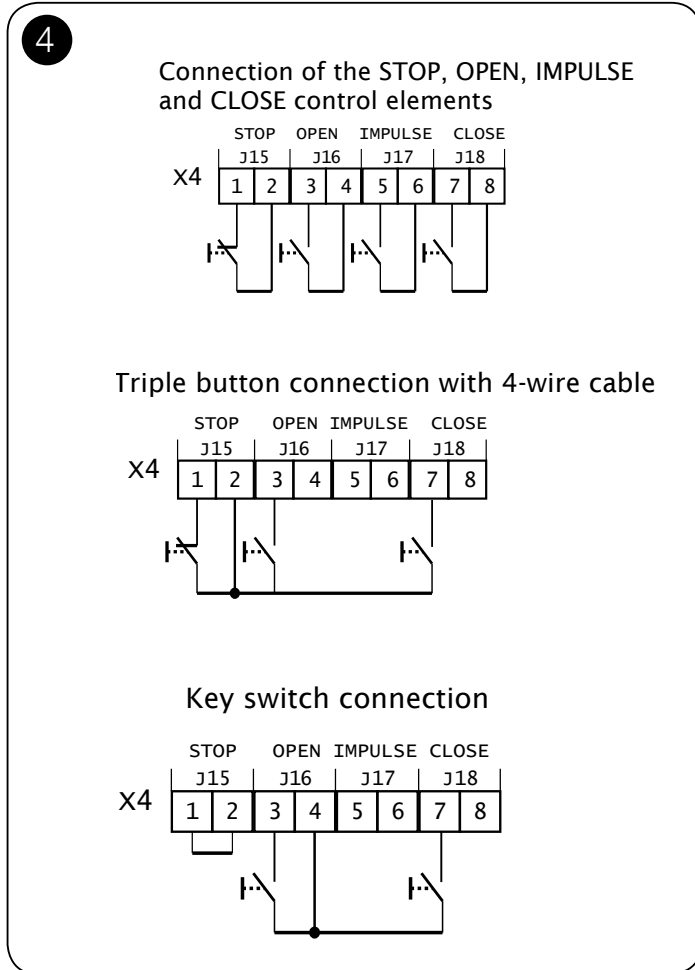 4
Connection of the STOP, OPEN, IMPULSE
and CLOSE control elements
STOP OPEN IMPULSE CLOSE
J15 J16 J17 J18
X4 1 2 3 4 5 6 7 8
Triple button connection with 4-wire cable
STOP OPEN IMPULSE CLOSE
J15 J16 J17 J18
X4 1 2 3 4 5 6 7 8
Key switch connection
STOP OPEN IMPULSE CLOSE
J15 J16 J17 J18
X4 1 2 3 4 5 6 7 8